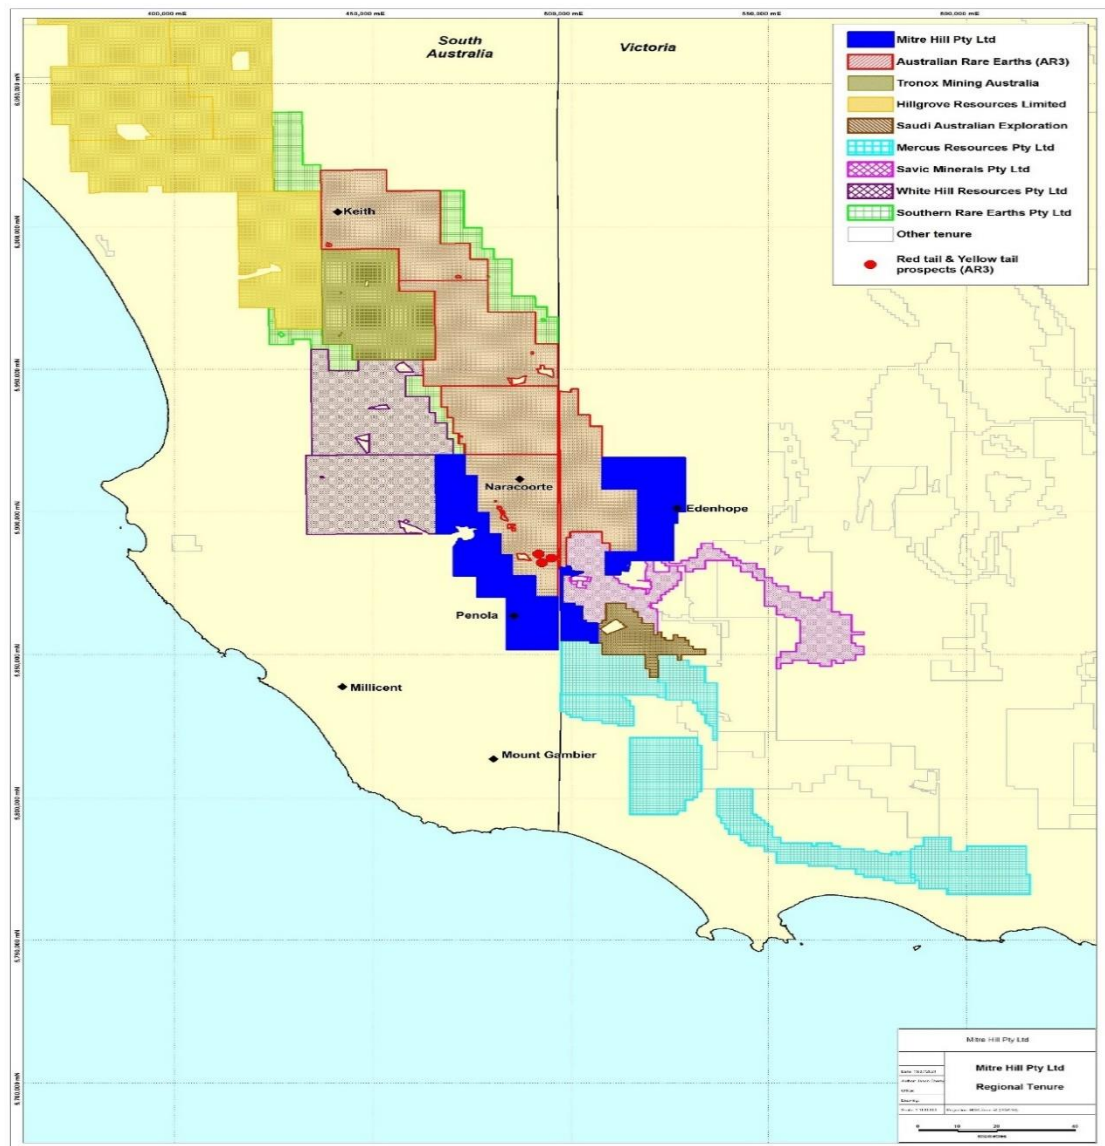 400,000 mE
450,000 mE
500,000 mE
550,000 mE
600,000 mE
South
Australia
Victoria
Mitre Hill Pty Ltd
Australian Rare Earths (AR3)
Tronox Mining Australia
Hillgrove Resources Limited
Saudi Australian Exploration
Mercus Resources Pty Ltd
Savic Minerals Pty Ltd
White Hill Resources Pty Ltd
Southern Rare Earths Pty Ltd
Other tenure
Red tail & Yellow tail
prospects (AR3)
Keith
Naracoorte
Edenhope
Penola
Millicent
Mount Gambier
Mitre Hill Pty Ltd
Mitre Hill Pty Ltd
Regional Tenure